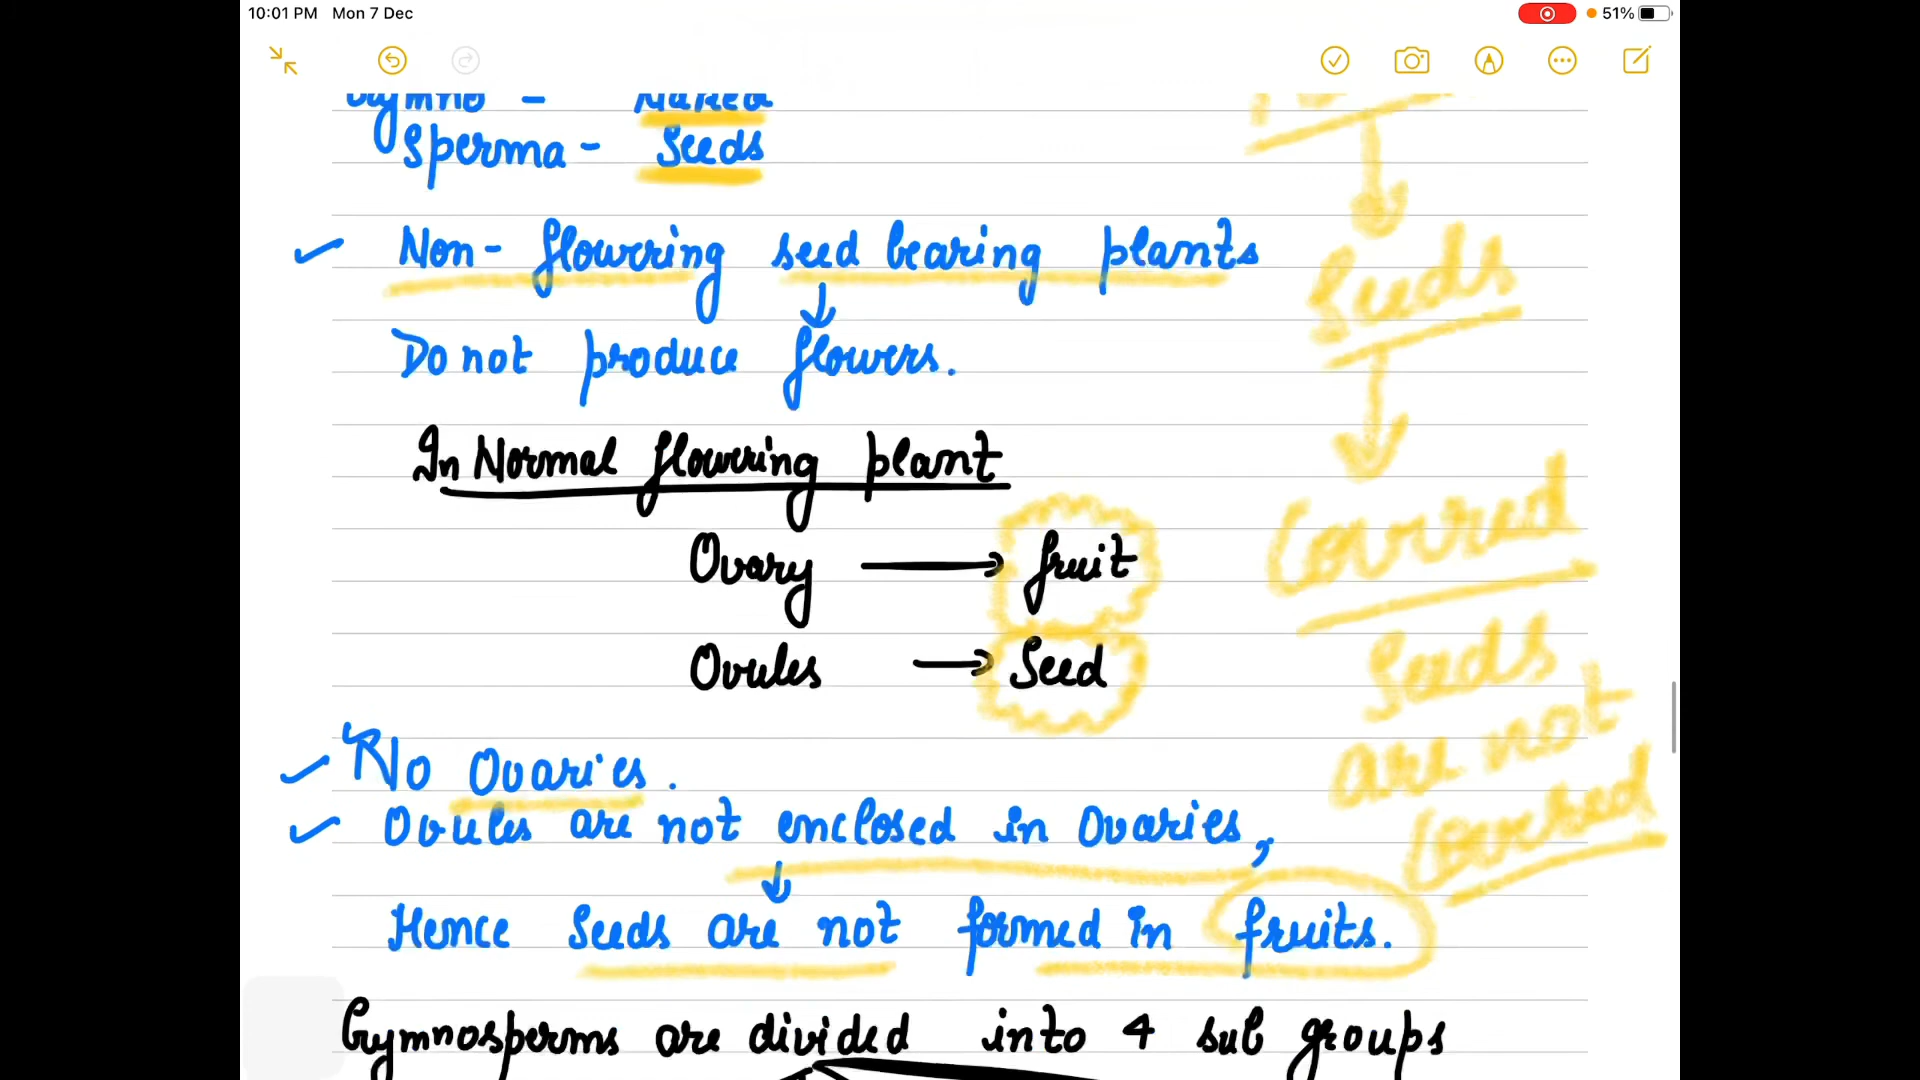 10:01 PM Mon 7 Dec
51%
Gymno - Naked
Sperma - Seeds
Non-flowering seed bearing plants
Do not produce flowers.
In Normal flowering plant
Ovary → fruit
Ovules → Seed
No Ovaries.
Ovules are not enclosed in Ovaries,
Hence Seeds are not formed in fruits.
Gymnosperms are divided into 4 sub groups
Seeds
Covered
Seeds
are not
Covered